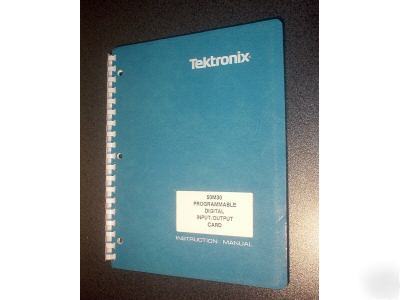 Tektronix
50M30
PROGRAMMABLE
DIGITAL
INPUT/OUTPUT
CARD
INSTRUCTION MANUAL